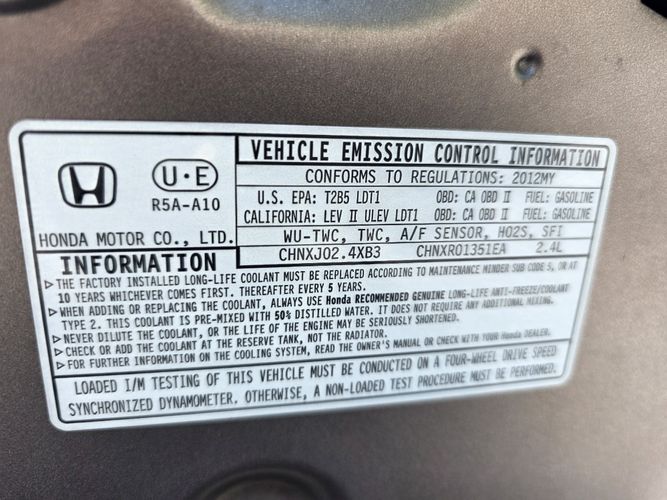 VEHICLE EMISSION CONTROL INFORMATION
U·E
R5A-A10
HONDA MOTOR CO., LTD.
CONFORMS TO REGULATIONS: 2012MY
U.S. EPA: T2B5 LDT1 OBD: CA OBD II FUEL: GASOLINE
CALIFORNIA: LEV II ULEV LDT1 OBD: CA OBD II FUEL: GASOLINE
WU-TWC, TWC, A/F SENSOR, HO2S, SFI
CHNXJ02.4XB3 CHNXR01351EA 2.4L
INFORMATION
▷ THE FACTORY INSTALLED LONG-LIFE COOLANT MUST BE REPLACED ACCORDING TO MAINTENANCE MINDER SUB CODE 5, OR AT
10 YEARS WHICHEVER COMES FIRST. THEREAFTER EVERY 5 YEARS.
▷ WHEN ADDING OR REPLACING THE COOLANT, ALWAYS USE Honda RECOMMENDED GENUINE LONG-LIFE ANTI-FREEZE/COOLANT
TYPE 2. THIS COOLANT IS PRE-MIXED WITH 50% DISTILLED WATER. IT DOES NOT REQUIRE ANY ADDITIONAL MIXING.
▷ NEVER DILUTE THE COOLANT, OR THE LIFE OF THE ENGINE MAY BE SERIOUSLY SHORTENED.
▷ CHECK OR ADD THE COOLANT AT THE RESERVE TANK, NOT THE RADIATOR.
▷ FOR FURTHER INFORMATION ON THE COOLING SYSTEM, READ THE OWNER'S MANUAL OR CHECK WITH YOUR Honda DEALER.
LOADED I/M TESTING OF THIS VEHICLE MUST BE CONDUCTED ON A FOUR-WHEEL DRIVE SPEED
SYNCHRONIZED DYNAMOMETER. OTHERWISE, A NON-LOADED TEST PROCEDURE MUST BE PERFORMED.